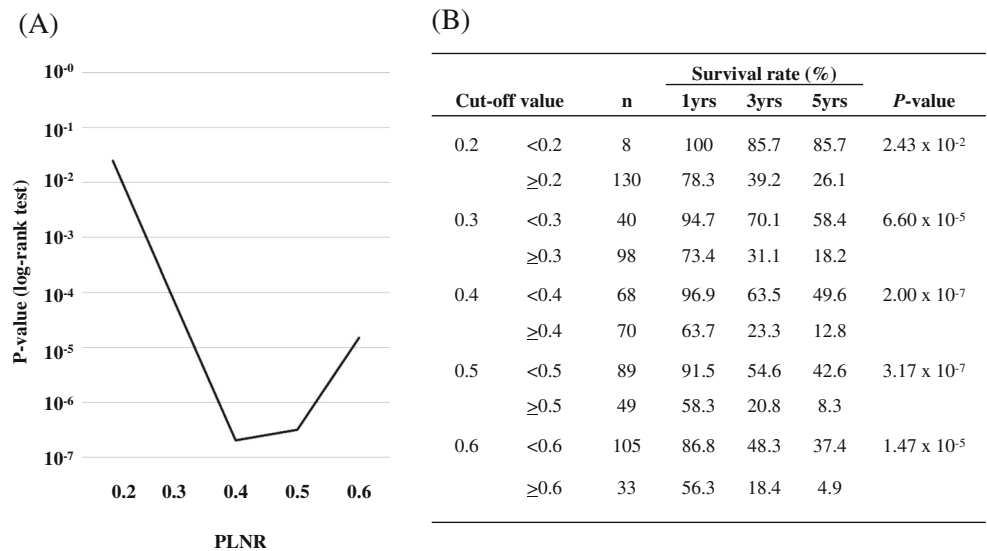 (A)
10-0
10-1
10-2
10-3
10-4
10-5
10-6
10-7
P-value (log-rank test)
0.2 0.3 0.4 0.5 0.6
PLNR
(B)
Survival rate (%)
Cut-off value n 1yrs 3yrs 5yrs P-value
0.2 <0.2 8 100 85.7 85.7 2.43 x 10-2
≥0.2 130 78.3 39.2 26.1
0.3 <0.3 40 94.7 70.1 58.4 6.60 x 10-5
≥0.3 98 73.4 31.1 18.2
0.4 <0.4 68 96.9 63.5 49.6 2.00 x 10-7
≥0.4 70 63.7 23.3 12.8
0.5 <0.5 89 91.5 54.6 42.6 3.17 x 10-7
≥0.5 49 58.3 20.8 8.3
0.6 <0.6 105 86.8 48.3 37.4 1.47 x 10-5
≥0.6 33 56.3 18.4 4.9